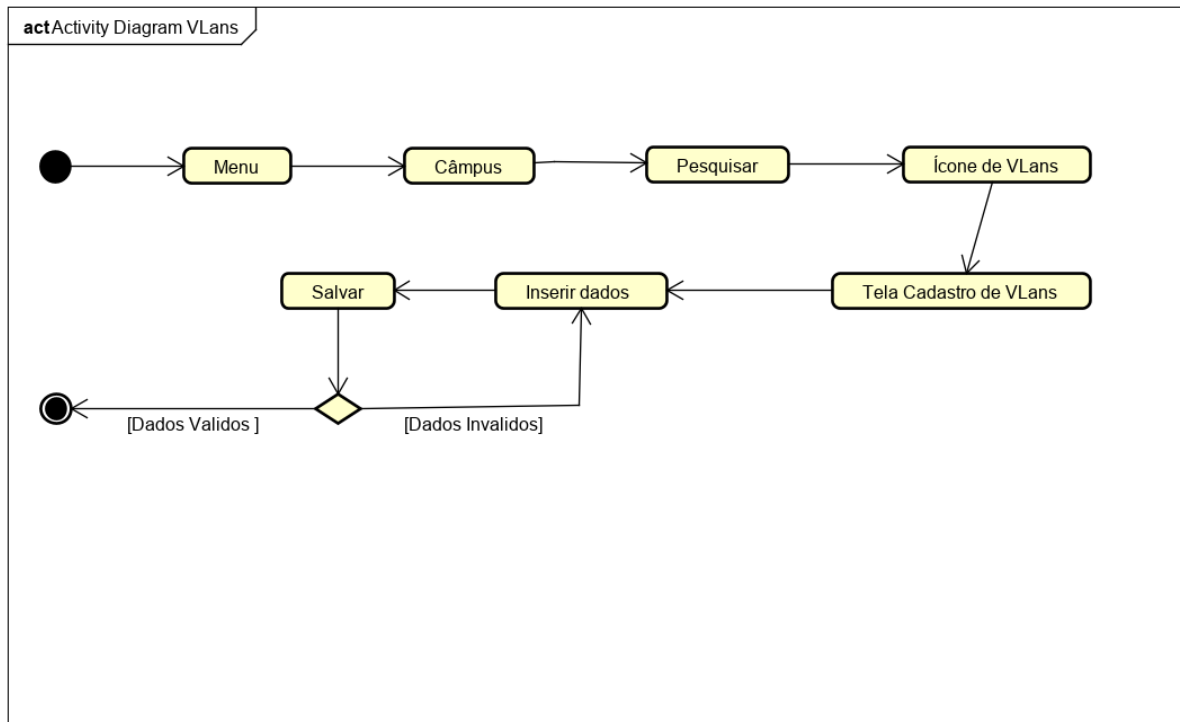 act Activity Diagram VLans
Menu
Câmpus
Pesquisar
Ícone de VLans
Salvar
Inserir dados
Tela Cadastro de VLans
[Dados Validos ]
[Dados Invalidos]